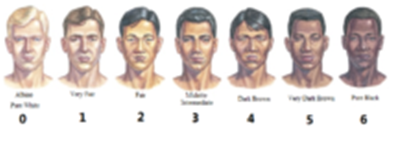 Albino
Pure White
Very Fair
Intermediate
Dark Brown
Very Dark Brown
Pure Black
0 1 2 3 4 5 6